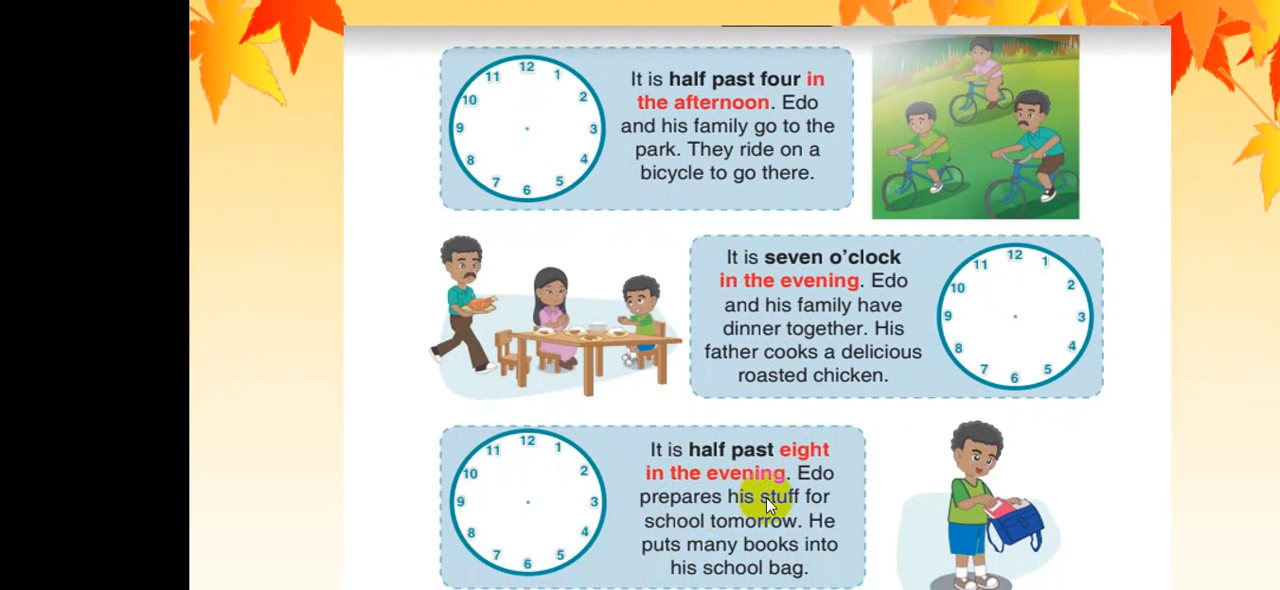 12
11 1
10 2
9 3
8 4
7 5
6
It is half past four in
the afternoon. Edo
and his family go to the
park. They ride on a
bicycle to go there.
It is seven o’clock
in the evening. Edo
and his family have
dinner together. His
father cooks a delicious
roasted chicken.
12
11 1
10 2
9 3
8 4
7 5
6
12
11 1
10 2
9 3
8 4
7 5
6
It is half past eight
in the evening. Edo
prepares his stuff for
school tomorrow. He
puts many books into
his school bag.